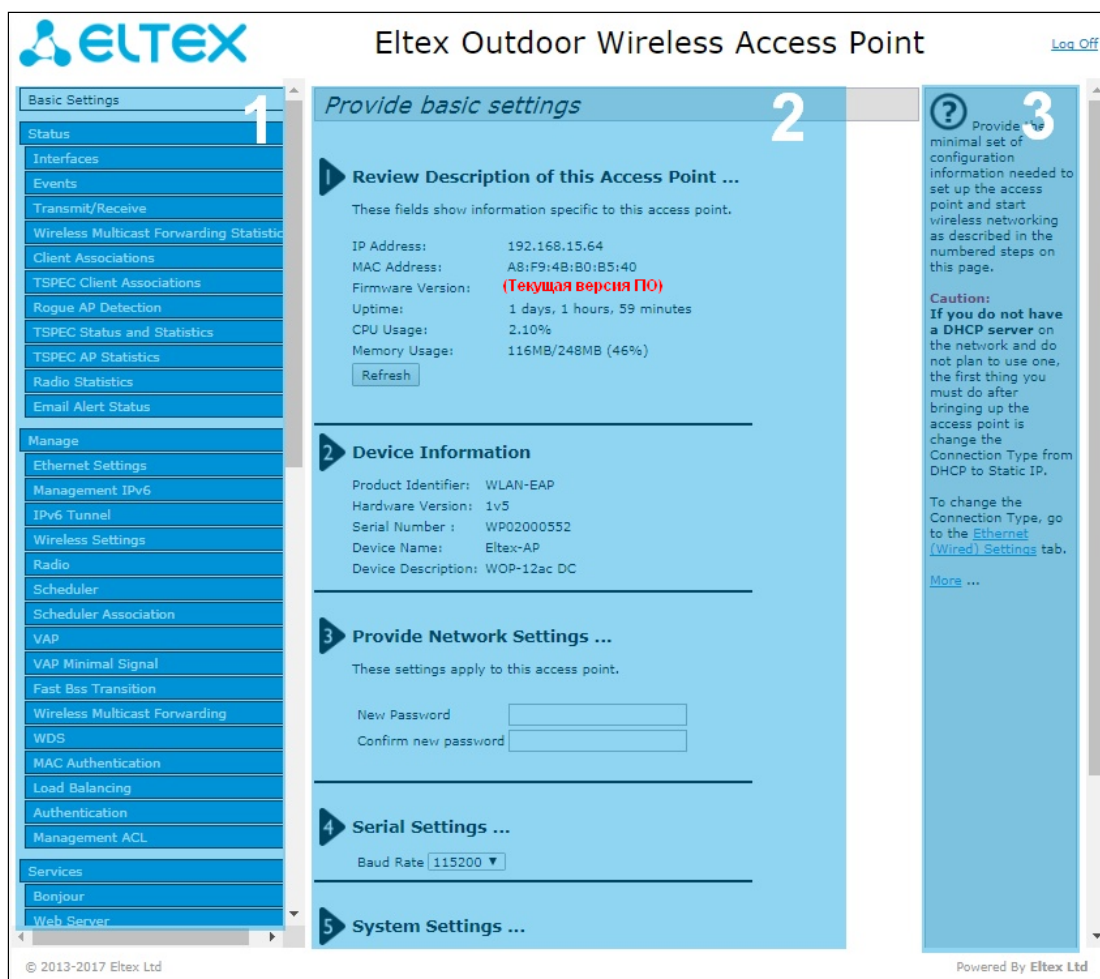 ELTEX
Eltex Outdoor Wireless Access Point
Log Off
1
Basic Settings
Status
Interfaces
Events
Transmit/Receive
Wireless Multicast Forwarding Statistic
Client Associations
TSPEC Client Associations
Rogue AP Detection
TSPEC Status and Statistics
TSPEC AP Statistics
Radio Statistics
Email Alert Status
Manage
Ethernet Settings
Management IPv6
IPv6 Tunnel
Wireless Settings
Radio
Scheduler
Scheduler Association
VAP
VAP Minimal Signal
Fast Bss Transition
Wireless Multicast Forwarding
WDS
MAC Authentication
Load Balancing
Authentication
Management ACL
Services
Bonjour
Web Server
2
Provide basic settings
1 Review Description of this Access Point ...
These fields show information specific to this access point.
IP Address: 192.168.15.64
MAC Address: A8:F9:4B:B0:B5:40
Firmware Version: (Текущая версия ПО)
Uptime: 1 days, 1 hours, 59 minutes
CPU Usage: 2.10%
Memory Usage: 116MB/248MB (46%)
Refresh
2 Device Information
Product Identifier: WLAN-EAP
Hardware Version: 1v5
Serial Number : WP02000552
Device Name: Eltex-AP
Device Description: WOP-12ac DC
3 Provide Network Settings ...
These settings apply to this access point.
New Password
Confirm new password
4 Serial Settings ...
Baud Rate 115200 ▼
5 System Settings ...
3
? Provide the
minimal set of
configuration
information needed to
set up the access
point and start
wireless networking
as described in the
numbered steps on
this page.
Caution:
If you do not have
a DHCP server on
the network and do
not plan to use one,
the first thing you
must do after
bringing up the
access point is
change the
Connection Type from
DHCP to Static IP.
To change the
Connection Type, go
to the Ethernet
(Wired) Settings tab.
More ...
© 2013-2017 Eltex Ltd
Powered By Eltex Ltd